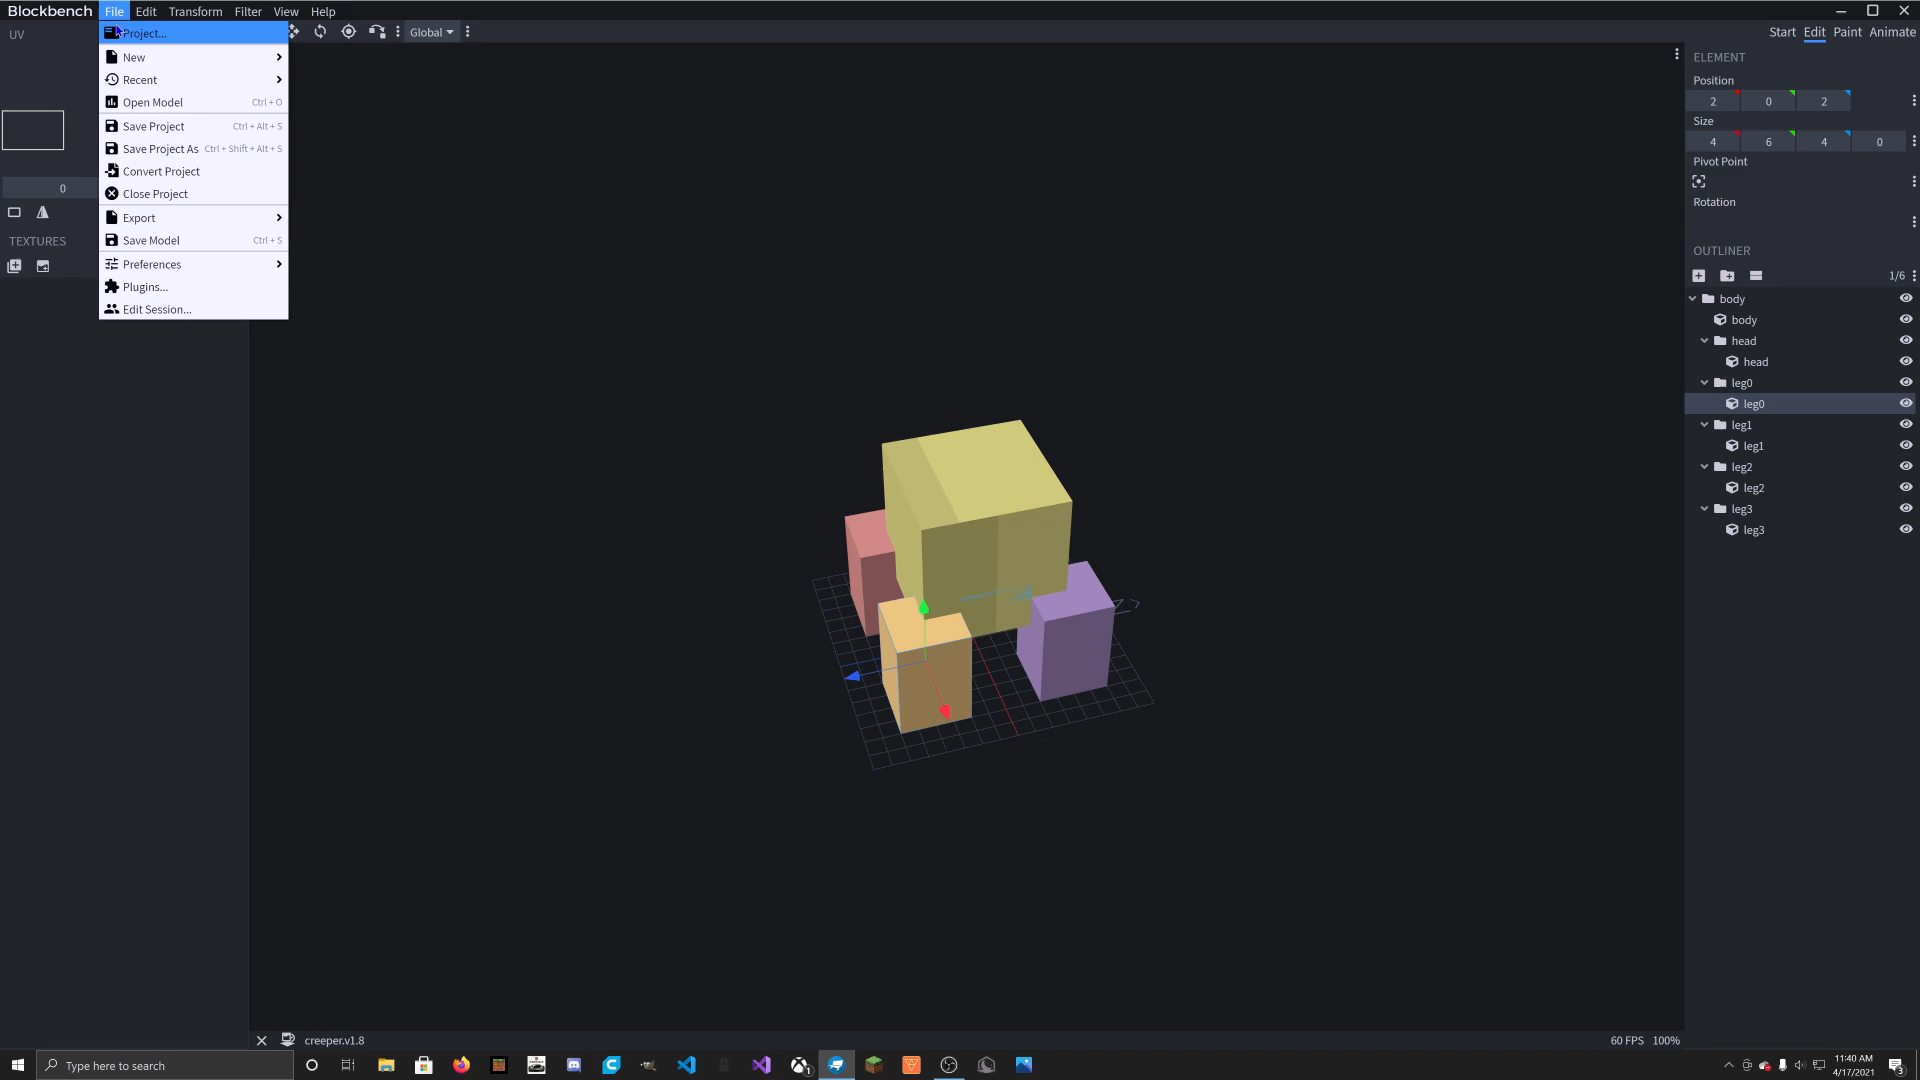 Blockbench File Edit Transform Filter View Help
UV
Project...
New
Recent
Open Model Ctrl + O
Save Project Ctrl + Alt + S
Save Project As Ctrl + Shift + Alt + S
Convert Project
Close Project
Export
Save Model Ctrl + S
Preferences
Plugins...
Edit Session...
0
TEXTURES
Global
Start Edit Paint Animate
ELEMENT
Position
2 0 2
Size
4 6 4 0
Pivot Point
Rotation
OUTLINER
1/6
body
body
head
head
leg0
leg0
leg1
leg1
leg2
leg2
leg3
leg3
creeper.v1.8
60 FPS 100%
Type here to search
1
11:40 AM
4/17/2021
3